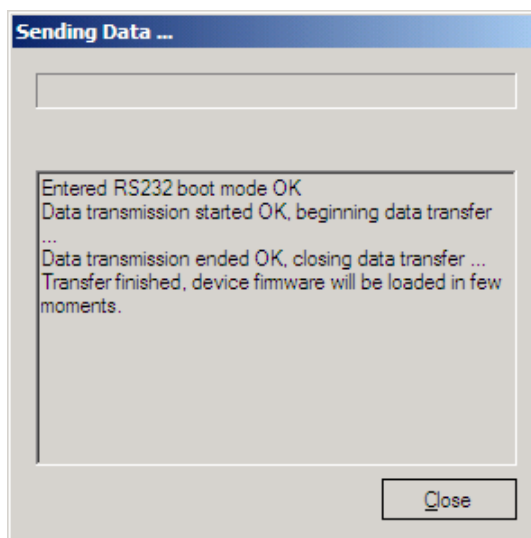 Sending Data ...
Entered RS232 boot mode OK
Data transmission started OK, beginning data transfer
...
Data transmission ended OK, closing data transfer ...
Transfer finished, device firmware will be loaded in few
moments.
Close